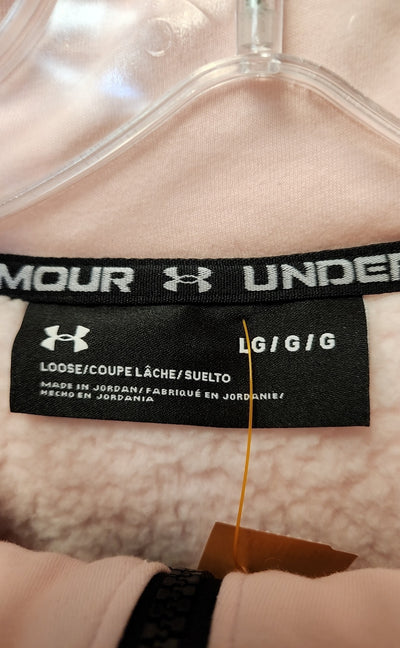 MOUR UNDER
LG/G/G
LOOSE/COUPE LÂCHE/SUELTO
MADE IN JORDAN/FABRIQUÉ EN JORDANIE/
HECHO EN JORDANIA